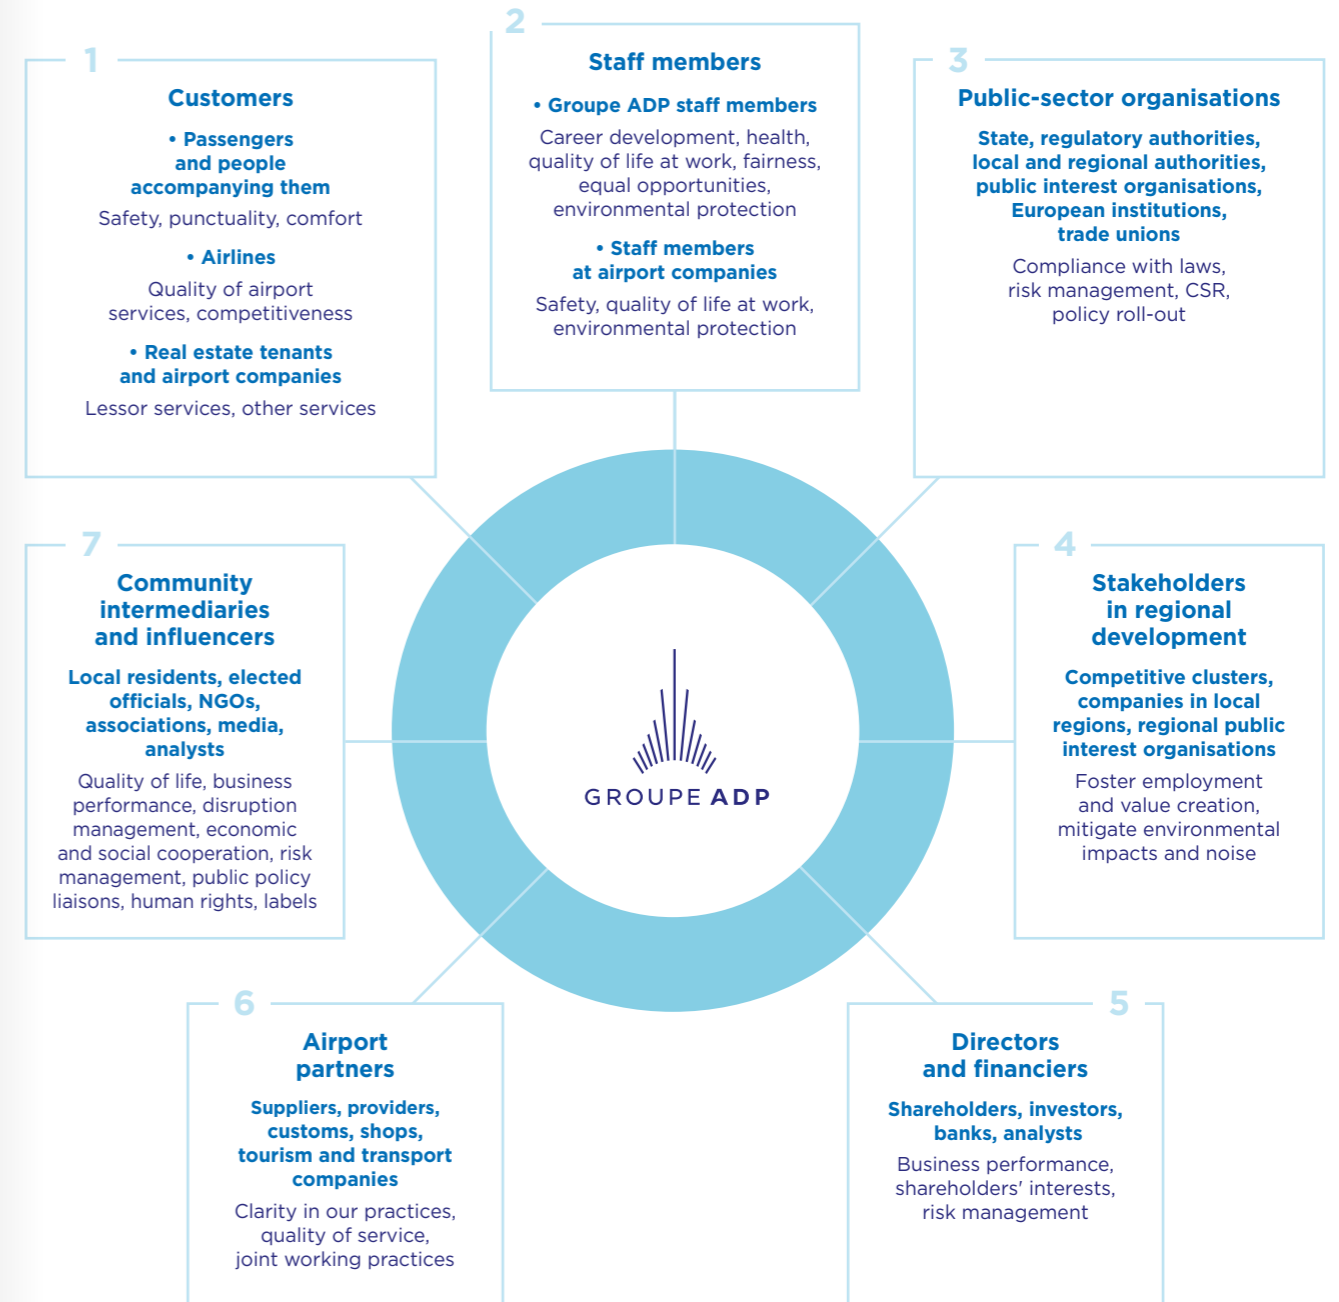 1
Customers
• Passengers
and people
accompanying them
Safety, punctuality, comfort
• Airlines
Quality of airport
services, competitiveness
• Real estate tenants
and airport companies
Lessor services, other services
2
Staff members
• Groupe ADP staff members
Career development, health,
quality of life at work, fairness,
equal opportunities,
environmental protection
• Staff members
at airport companies
Safety, quality of life at work,
environmental protection
3
Public-sector organisations
State, regulatory authorities,
local and regional authorities,
public interest organisations,
European institutions,
trade unions
Compliance with laws,
risk management, CSR,
policy roll-out
4
Stakeholders
in regional
development
Competitive clusters,
companies in local
regions, regional public
interest organisations
Foster employment
and value creation,
mitigate environmental
impacts and noise
5
Directors
and financiers
Shareholders, investors,
banks, analysts
Business performance,
shareholders' interests,
risk management
6
Airport
partners
Suppliers, providers,
customs, shops,
tourism and transport
companies
Clarity in our practices,
quality of service,
joint working practices
7
Community
intermediaries
and influencers
Local residents, elected
officials, NGOs,
associations, media,
analysts
Quality of life, business
performance, disruption
management, economic
and social cooperation, risk
management, public policy
liaisons, human rights, labels
GROUPE ADP